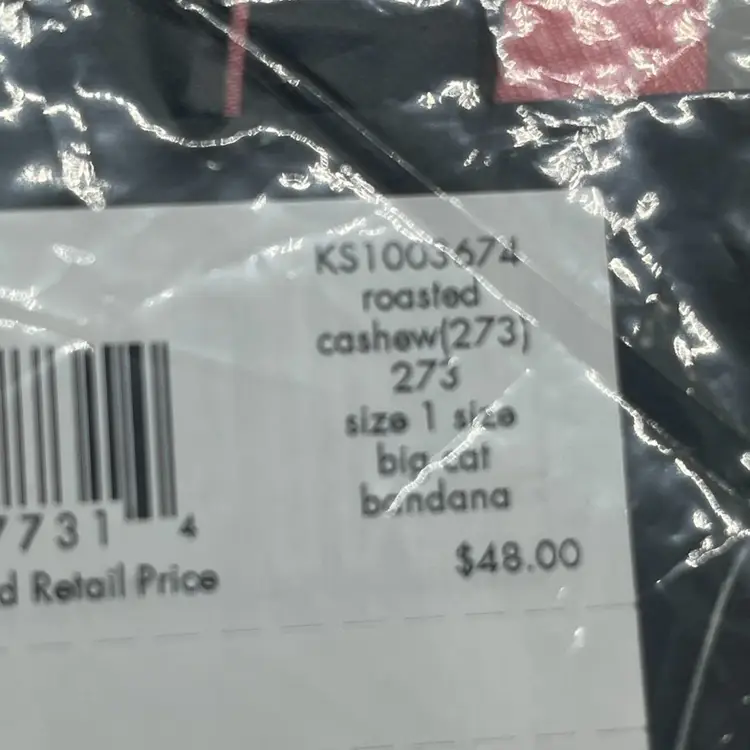 KS1003674
roasted
cashew(273)
273
size 1 size
big cat
bandana
$48.00
7731 4
d Retail Price